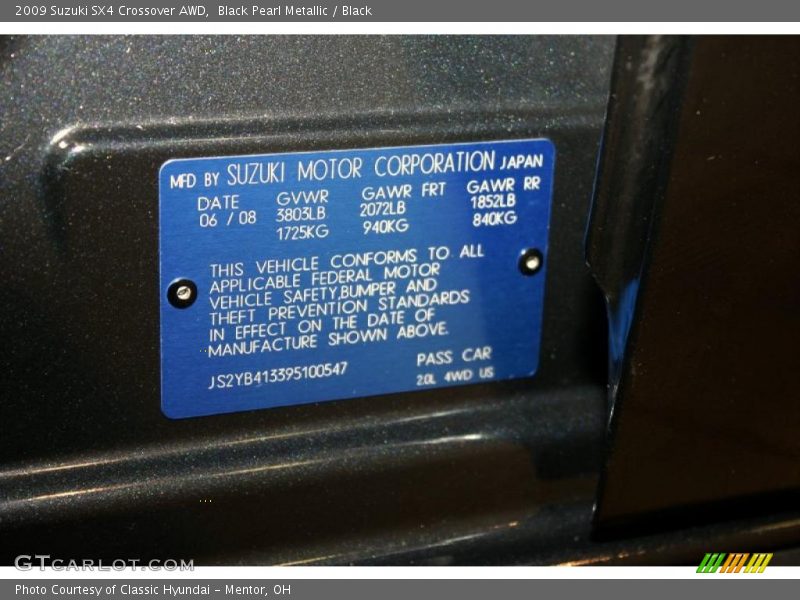 2009 Suzuki SX4 Crossover AWD,  Black Pearl Metallic / Black
MFD BY SUZUKI MOTOR CORPORATION JAPAN
DATE GVWR GAWR FRT GAWR RR
06 / 08 3803LB 2072LB 1852LB
1725KG 940KG 840KG
THIS VEHICLE CONFORMS TO ALL
APPLICABLE FEDERAL MOTOR
VEHICLE SAFETY,BUMPER AND
THEFT PREVENTION STANDARDS
IN EFFECT ON THE DATE OF
MANUFACTURE SHOWN ABOVE.
JS2YB413395100547 PASS CAR
2.0L 4WD US
GTCARLOT.COM
Photo Courtesy of Classic Hyundai - Mentor, OH